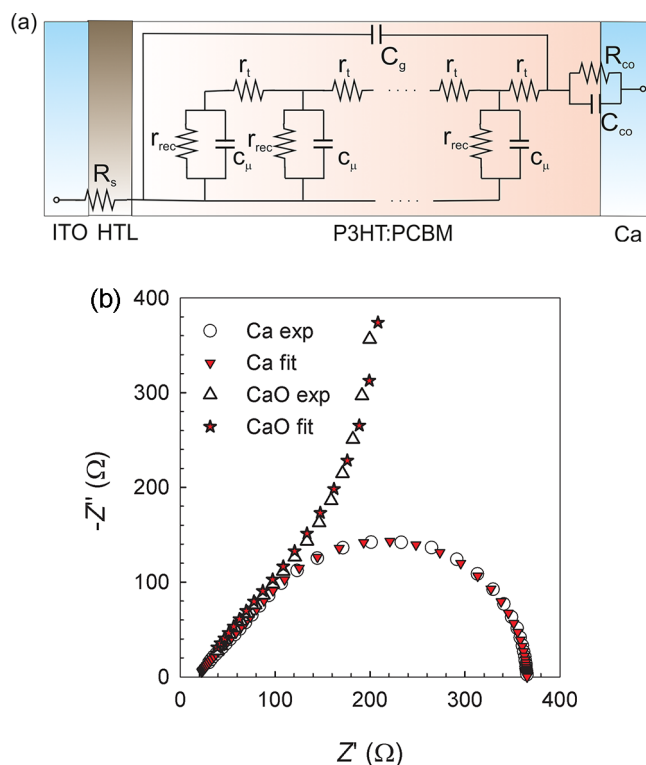 (a)
C_g
r_t r_t r_t r_t
R_co
C_co
r_rec c_μ r_rec c_μ r_rec c_μ
R_s
ITO HTL P3HT:PCBM Ca
(b)
400
300
200
100
0
-Z'' (Ω)
Ca exp
Ca fit
CaO exp
CaO fit
0 100 200 300 400
Z' (Ω)